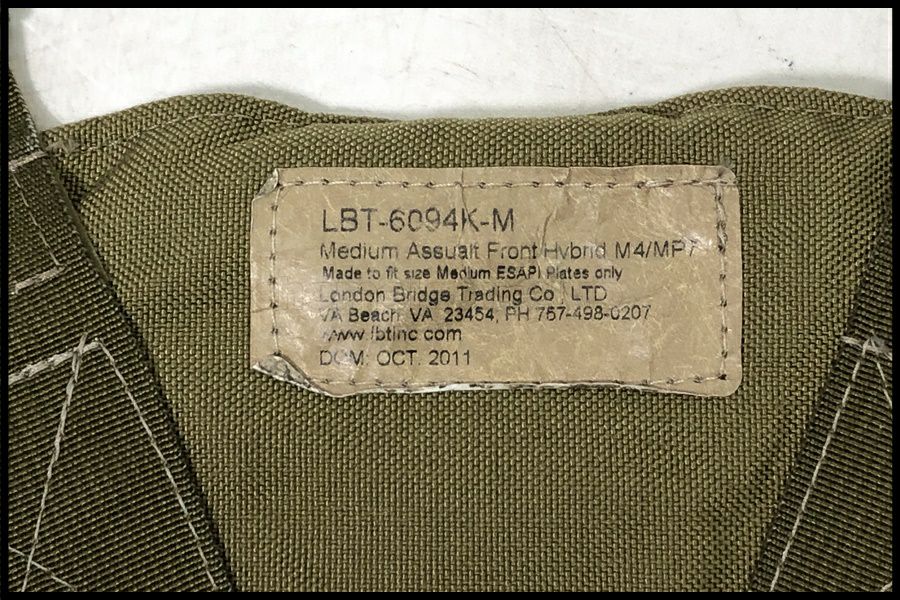 LBT-6094K-M
Medium Assualt Front Hybrid M4/MP7
Made to fit size Medium ESAPI Plates only
London Bridge Trading Co., LTD
VA Beach, VA. 23454, PH 757-498-0207
www.lbtinc.com
DOM: OCT. 2011